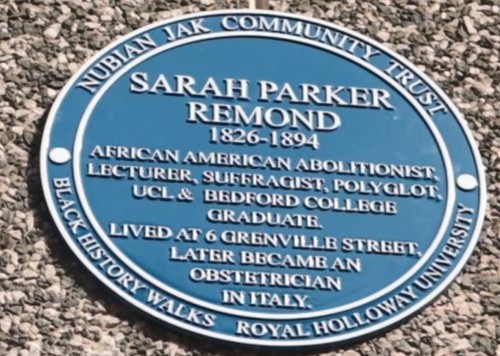 NUBIAN JAK COMMUNITY TRUST
SARAH PARKER
REMOND
1826-1894
AFRICAN AMERICAN ABOLITIONIST,
LECTURER, SUFFRAGIST, POLYGLOT,
UCL & BEDFORD COLLEGE
GRADUATE.
LIVED AT 6 GRENVILLE STREET,
LATER BECAME AN
OBSTETRICIAN
IN ITALY.
BLACK HISTORY WALKS ROYAL HOLLOWAY UNIVERSITY